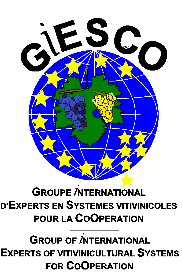 GiESCO
GROUPE INTERNATIONAL
D'EXPERTS EN SYSTEMES VITIVINICOLES
POUR LA COOPERATION
GROUP OF INTERNATIONAL
EXPERTS OF VITIVINICULTURAL SYSTEMS
FOR COOPERATION